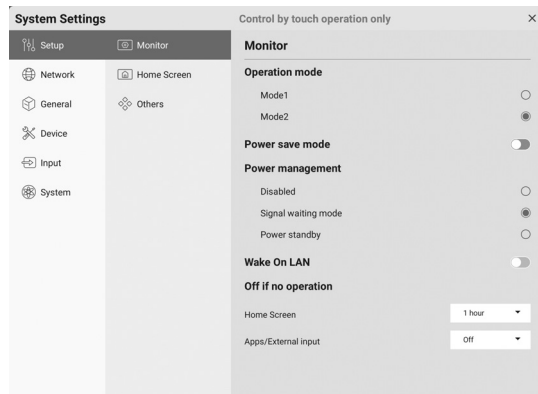 System Settings
Control by touch operation only
Setup
Monitor
Monitor
Network
Home Screen
Operation mode
General
Others
Mode1
Device
Mode2
Input
Power save mode
System
Power management
Disabled
Signal waiting mode
Power standby
Wake On LAN
Off if no operation
Home Screen
1 hour
Apps/External input
Off